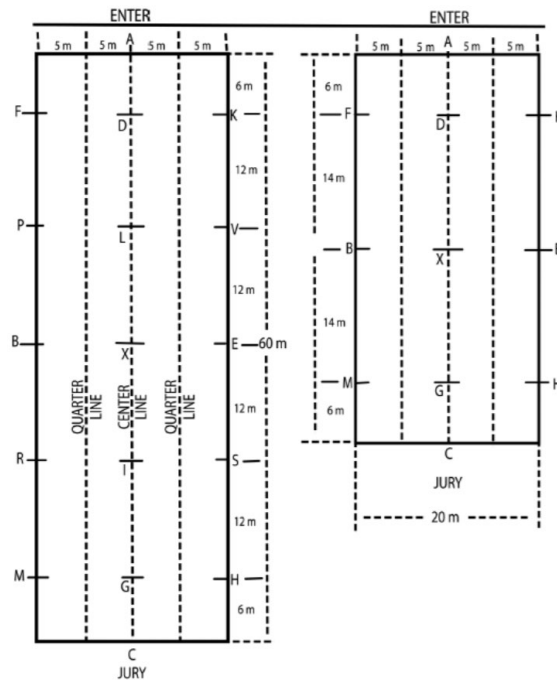 ENTER
A
5 m 5 m 5 m 5 m
6 m
F D K
12 m
P L V
12 m
B X E 60 m
QUARTER LINE
CENTER LINE
QUARTER LINE
12 m
R I S
12 m
M G H
6 m
C
JURY
ENTER
A
5 m 5 m 5 m 5 m
6 m
F D
14 m
B X
14 m
M G
6 m
C
JURY
20 m